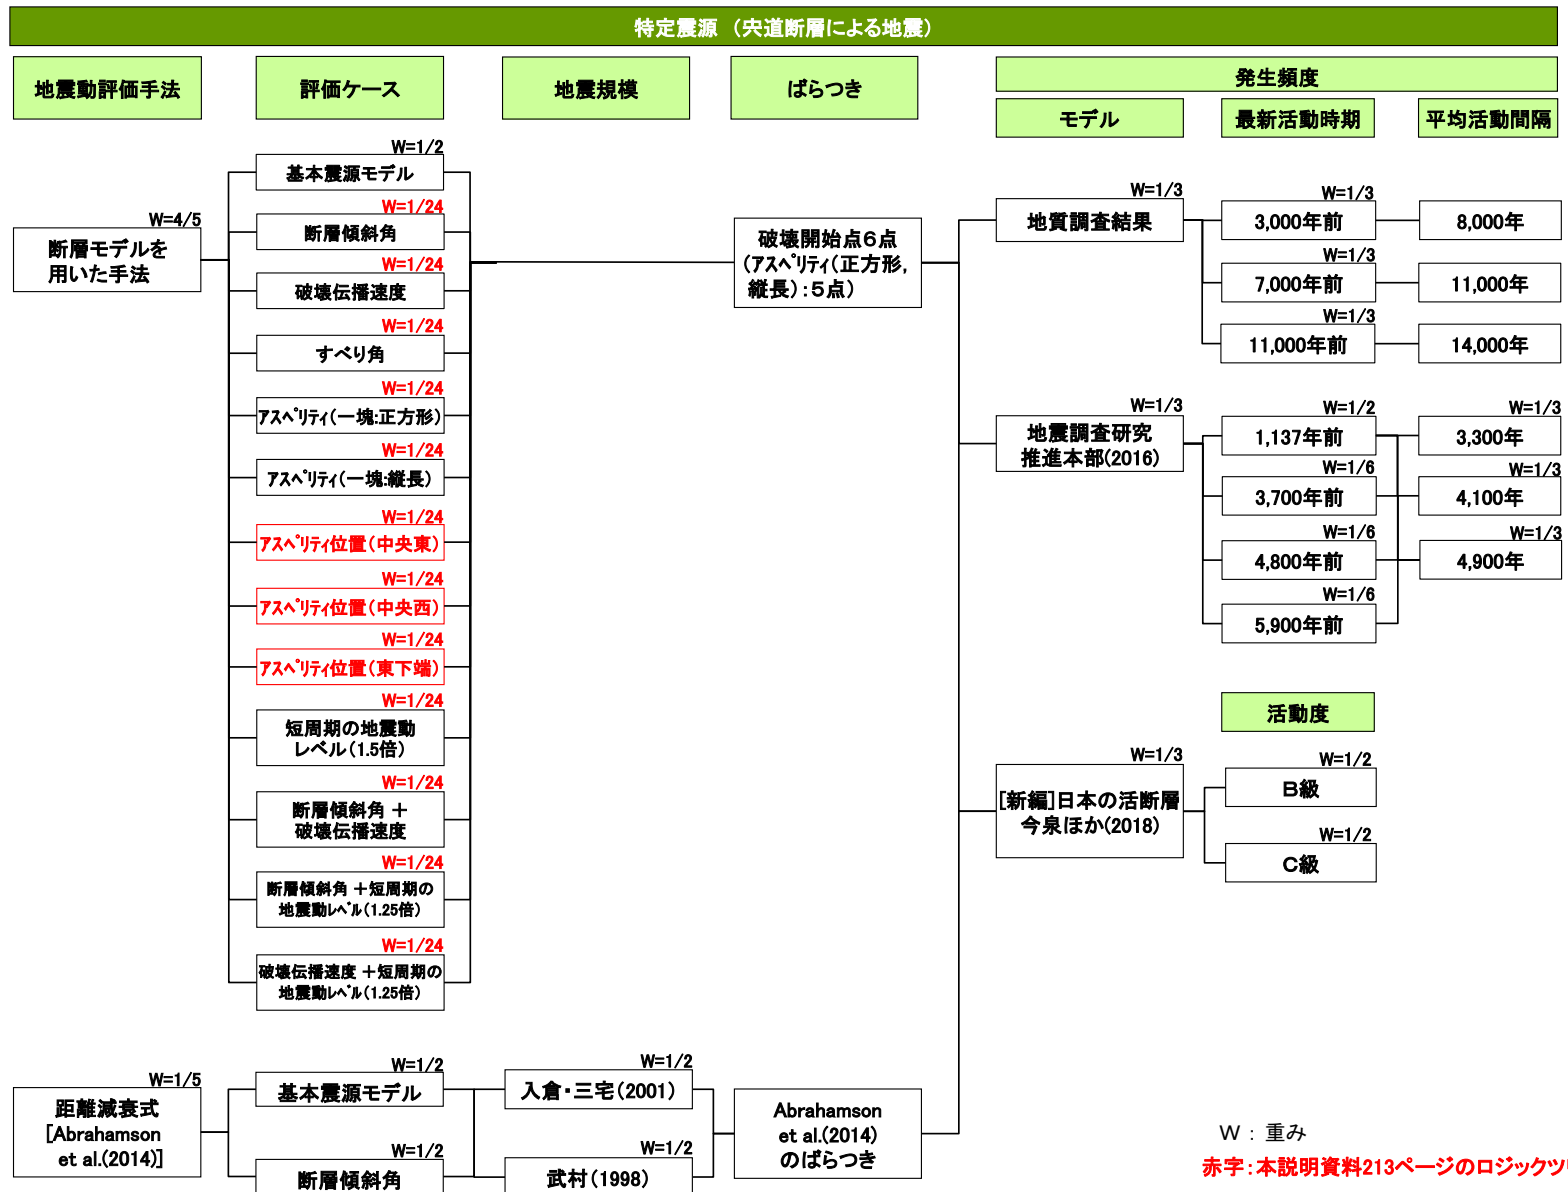 特定震源 （宍道断層による地震）
地震動評価手法
評価ケース
地震規模
ばらつき
発生頻度
モデル
最新活動時期
平均活動間隔
W=4/5
断層モデルを
用いた手法
W=1/2
基本震源モデル
W=1/24
断層傾斜角
W=1/24
破壊伝播速度
W=1/24
すべり角
W=1/24
アスペリティ（一塊:正方形）
W=1/24
アスペリティ（一塊:縦長）
W=1/24
アスペリティ位置（中央東）
W=1/24
アスペリティ位置（中央西）
W=1/24
アスペリティ位置（東下端）
W=1/24
短周期の地震動
レベル（1.5倍）
W=1/24
断層傾斜角 ＋
破壊伝播速度
W=1/24
断層傾斜角 ＋短周期の
地震動レベル（1.25倍）
W=1/24
破壊伝播速度 ＋短周期の
地震動レベル（1.25倍）
破壊開始点６点
（アスペリティ（正方形，
縦長）：５点）
W=1/3
地質調査結果
W=1/3
3,000年前
8,000年
W=1/3
7,000年前
11,000年
W=1/3
11,000年前
14,000年
W=1/3
地震調査研究
推進本部(2016)
W=1/2
1,137年前
W=1/6
3,700年前
W=1/6
4,800年前
W=1/6
5,900年前
W=1/3
3,300年
W=1/3
4,100年
W=1/3
4,900年
活動度
W=1/3
[新編]日本の活断層
今泉ほか(2018)
W=1/2
Ｂ級
W=1/2
Ｃ級
W=1/5
距離減衰式
[Abrahamson
et al.(2014)]
W=1/2
基本震源モデル
W=1/2
断層傾斜角
W=1/2
入倉・三宅（2001）
W=1/2
武村（1998）
Abrahamson
et al.(2014)
のばらつき
Ｗ ： 重み
赤字：本説明資料213ページのロジックツ